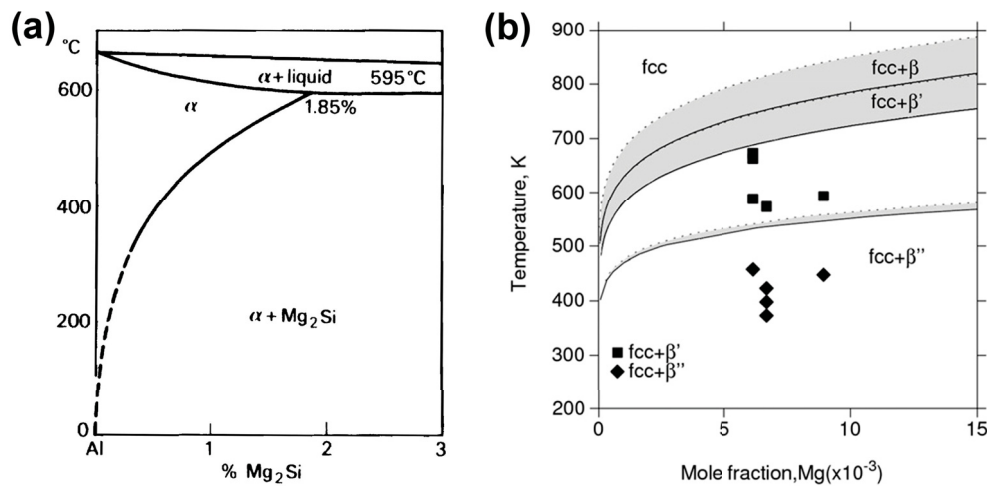 (a)
°C
600
400
200
0
α+liquid
595°C
α
1.85%
α+Mg₂Si
Al
1
2
3
% Mg₂Si
(b)
900
800
700
600
500
400
300
200
Temperature, K
fcc
fcc+β
fcc+β'
fcc+β''
fcc+β'
fcc+β''
0
5
10
15
Mole fraction,Mg(x10⁻³)